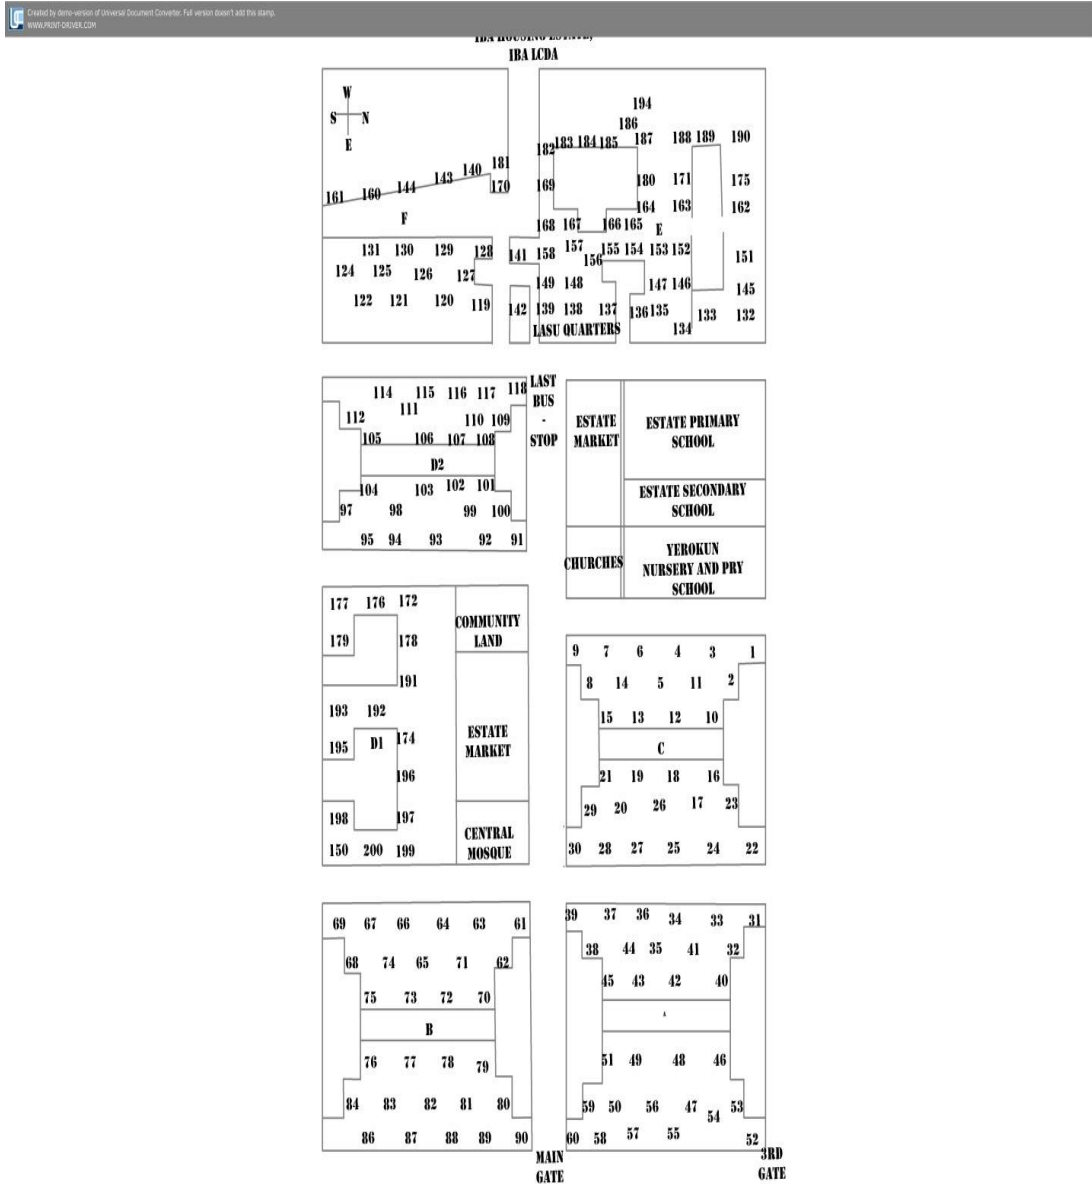 Created by demo-version of Universal Document Converter. Full version doesn't add this stamp.
WWW.PRINT-DRIVER.COM
IBA HOUSING ESTATE,
IBA LCDA
W
S N
E
161 160 144 143 140 181
170
F
131 130 129 128
124 125 126 127
122 121 120 119
194
186
182 183 184 185 187 188 189 190
169 180 171 175
164 163 162
168 167 166 165 E
141 158 157 156 155 154 153 152 151
149 148 147 146 145
142 139 138 137 136 135 133 132
LASU QUARTERS 134
114 115 116 117 118
112 111 110 109
105 106 107 108
D2
104 103 102 101
97 98 99 100
95 94 93 92 91
LAST
BUS
-
STOP
ESTATE
MARKET
ESTATE PRIMARY
SCHOOL
ESTATE SECONDARY
SCHOOL
CHURCHES
YEROKUN
NURSERY AND PRY
SCHOOL
177 176 172
179 178
191
193 192
195 D1 174
196
198 197
150 200 199
COMMUNITY
LAND
ESTATE
MARKET
CENTRAL
MOSQUE
9 7 6 4 3 1
8 14 5 11 2
15 13 12 10
C
21 19 18 16
29 20 26 17 23
30 28 27 25 24 22
69 67 66 64 63 61
68 74 65 71 62
75 73 72 70
B
76 77 78 79
84 83 82 81 80
86 87 88 89 90
MAIN
GATE
39 37 36 34 33 31
38 44 35 41 32
45 43 42 40
A
51 49 48 46
59 50 56 47 54 53
60 58 57 55 52
3RD
GATE